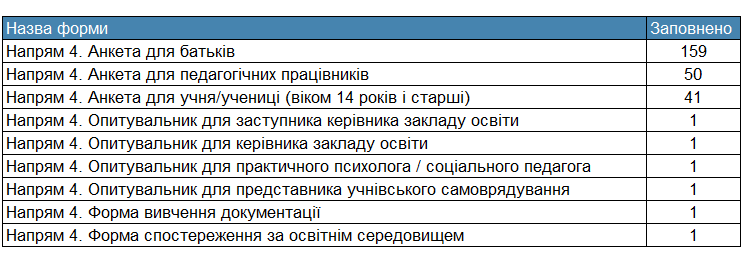 Назва форми Заповнено
Напрям 4. Анкета для батьків 159
Напрям 4. Анкета для педагогічних працівників 50
Напрям 4. Анкета для учня/учениці (віком 14 років і старші) 41
Напрям 4. Опитувальник для заступника керівника закладу освіти 1
Напрям 4. Опитувальник для керівника закладу освіти 1
Напрям 4. Опитувальник для практичного психолога / соціального педагога 1
Напрям 4. Опитувальник для представника учнівського самоврядування 1
Напрям 4. Форма вивчення документації 1
Напрям 4. Форма спостереження за освітнім середовищем 1